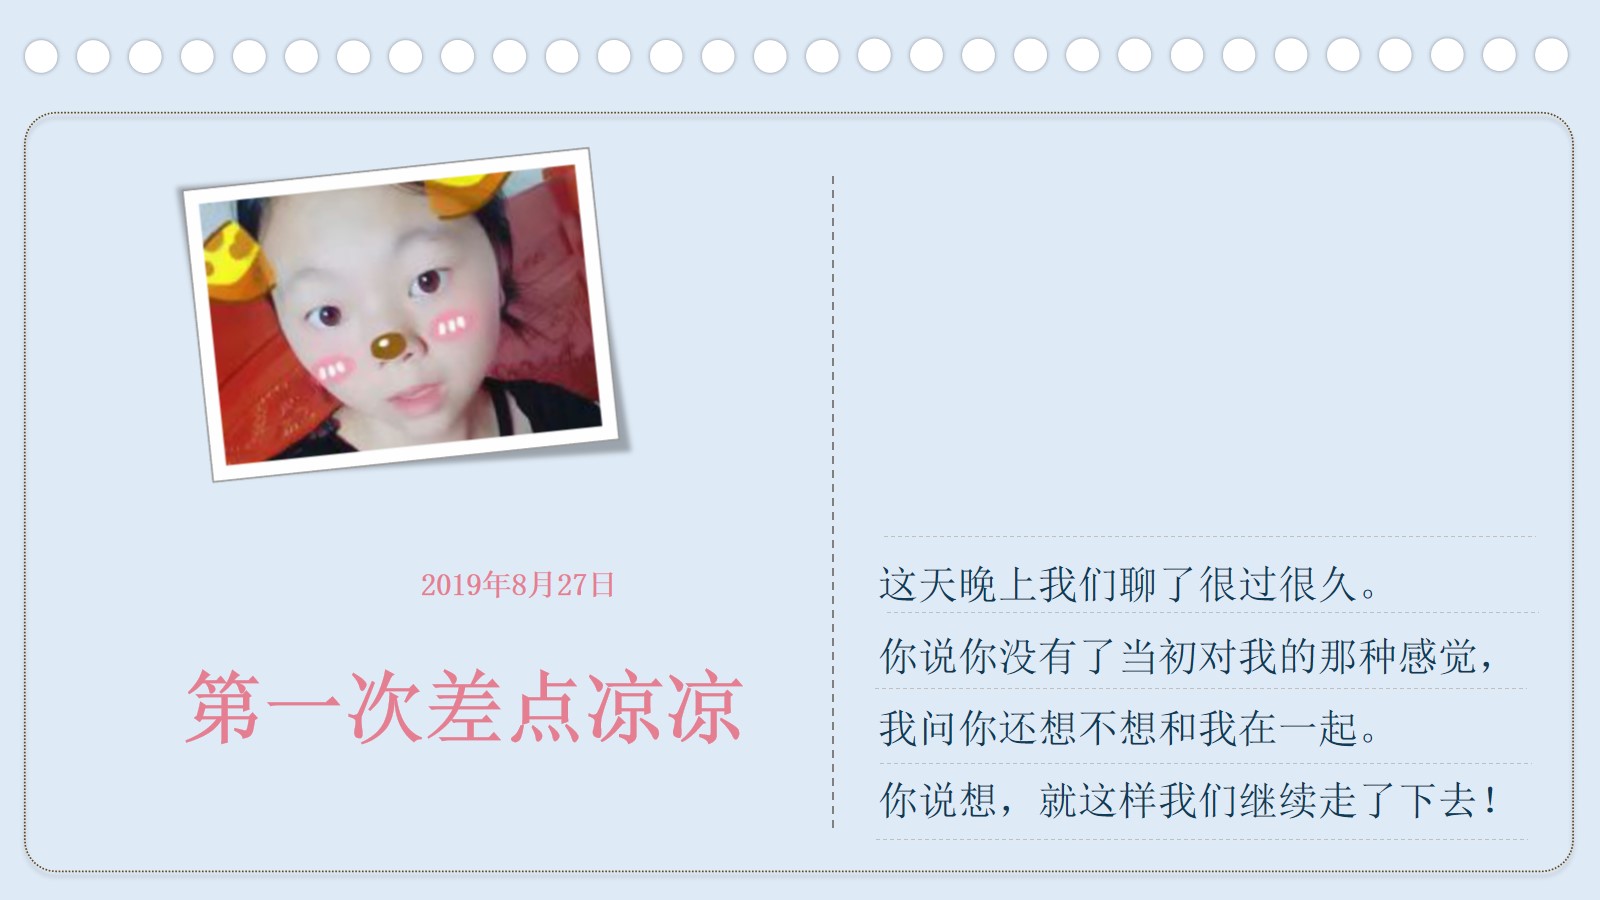 2019年8月27日
第一次差点凉凉
这天晚上我们聊了很过很久。
你说你没有了当初对我的那种感觉，
我问你还想不想和我在一起。
你说想，就这样我们继续走了下去！